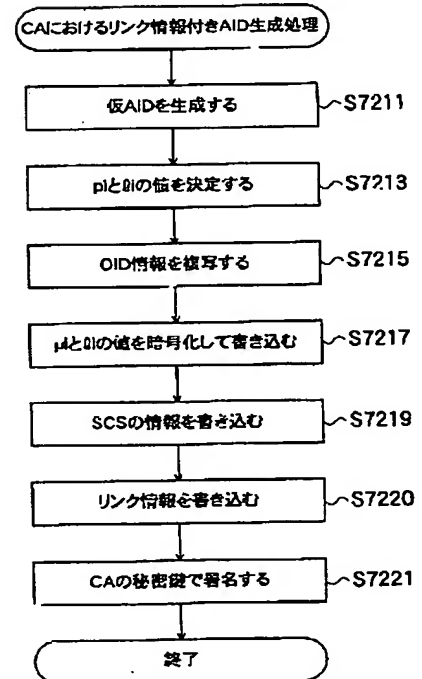 CAにおけるリンク情報付きAID生成処理
仮AIDを生成する
S7211
piとliの値を決定する
S7213
OID情報を複写する
S7215
piとliの値を暗号化して書き込む
S7217
SCSの情報を書き込む
S7219
リンク情報を書き込む
S7220
CAの秘密鍵で署名する
S7221
終了